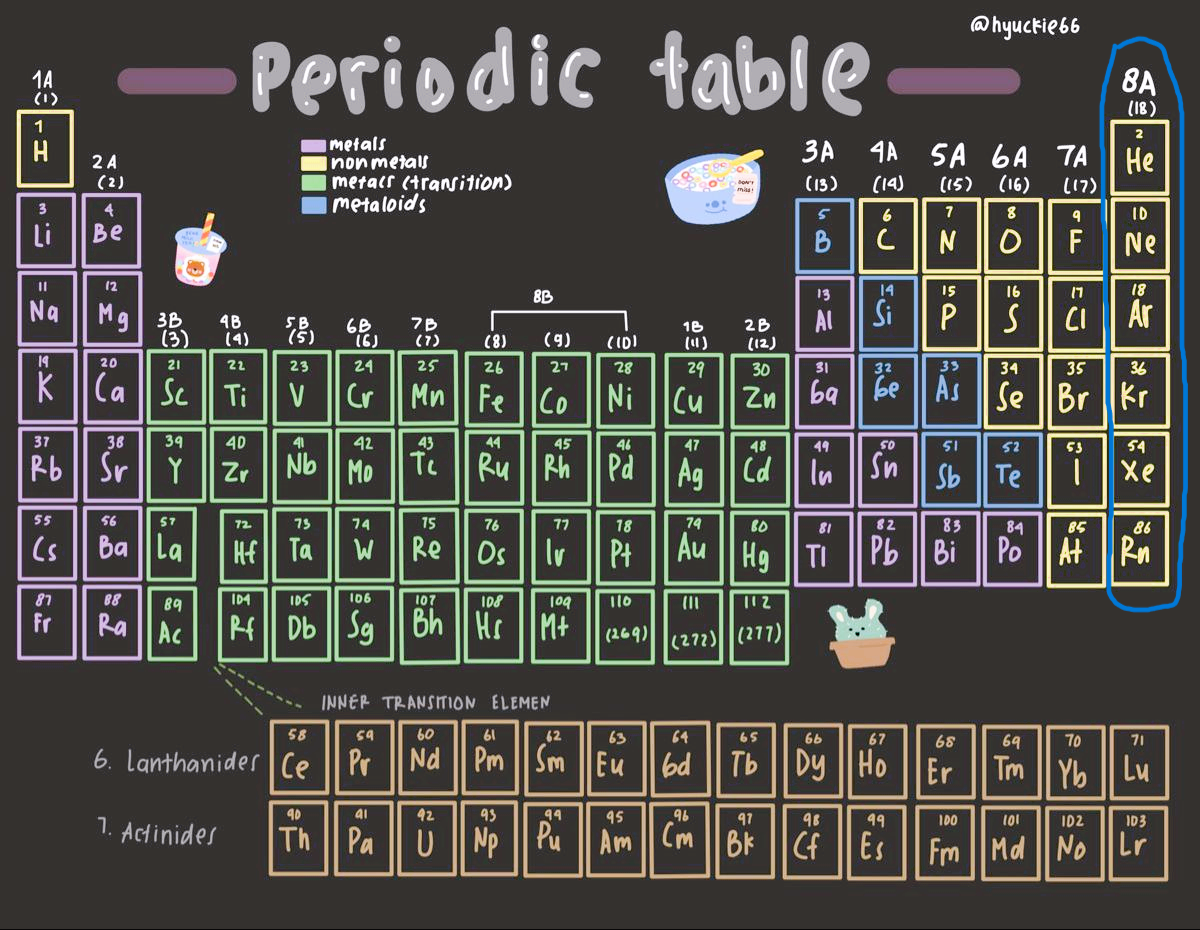 @hyuckie66
Periodic table
1A
(1)
8A
(18)
1
H
2A
(2)
metals
nonmetals
metals (transition)
metaloids
DON'T
MISS!
3A 4A 5A 6A 7A
(13) (14) (15) (16) (17)
2
He
3 4 5 6 7 8 9 10
Li Be B C N O F Ne
11 12 13 14 15 16 17 18
Na Mg Al Si P S Cl Ar
8B
3B 4B 5B 6B 7B 1B 2B
(3) (4) (5) (6) (7) (8) (9) (10) (11) (12)
19 20 21 22 23 24 25 26 27 28 29 30 31 32 33 34 35 36
K Ca Sc Ti V Cr Mn Fe Co Ni Cu Zn Ga Ge As Se Br Kr
37 38 39 40 41 42 43 44 45 46 47 48 49 50 51 52 53 54
Rb Sr Y Zr Nb Mo Tc Ru Rh Pd Ag Cd In Sn Sb Te I Xe
55 56 57 72 73 74 75 76 77 78 79 80 81 82 83 84 85 86
Cs Ba La Hf Ta W Re Os Ir Pt Au Hg Tl Pb Bi Po At Rn
87 88 89 104 105 106 107 108 109 110 111 112
Fr Ra Ac Rf Db Sg Bh Hs Mt (269) (272) (277)
INNER TRANSITION ELEMEN
58 59 60 61 62 63 64 65 66 67 68 69 70 71
6. Lanthanides Ce Pr Nd Pm Sm Eu Gd Tb Dy Ho Er Tm Yb Lu
90 91 92 93 94 95 96 97 98 99 100 101 102 103
7. Actinides Th Pa U Np Pu Am Cm Bk Cf Es Fm Md No Lr